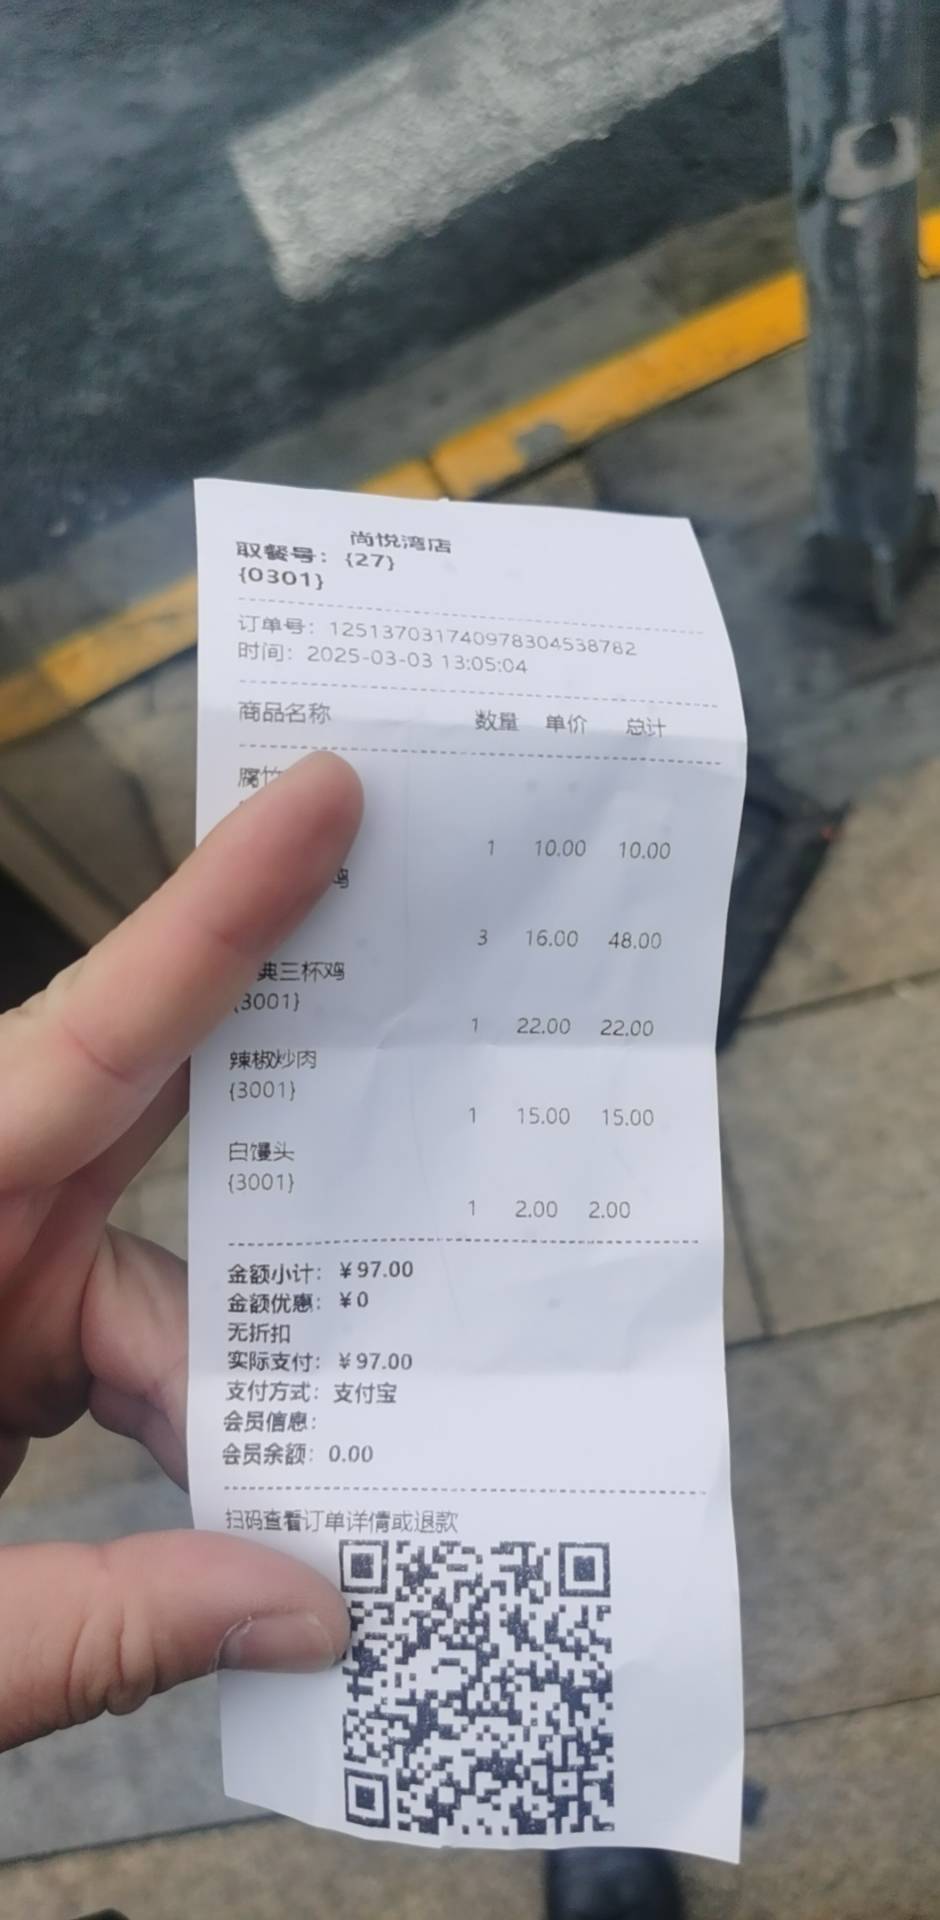 尚悦湾店
取餐号：{27}
{0301}
订单号：1251370317409783045​38782
时间：2025-03-03 13:05:04
商品名称 数量 单价 总计
腐竹
1 10.00 10.00
鸡
3 16.00 48.00
典三杯鸡
{3001}
1 22.00 22.00
辣椒炒肉
{3001}
1 15.00 15.00
白馒头
{3001}
1 2.00 2.00
金额小计：￥97.00
金额优惠：￥0
无折扣
实际支付：￥97.00
支付方式：支付宝
会员信息：
会员余额：0.00
扫码查看订单详情或退款